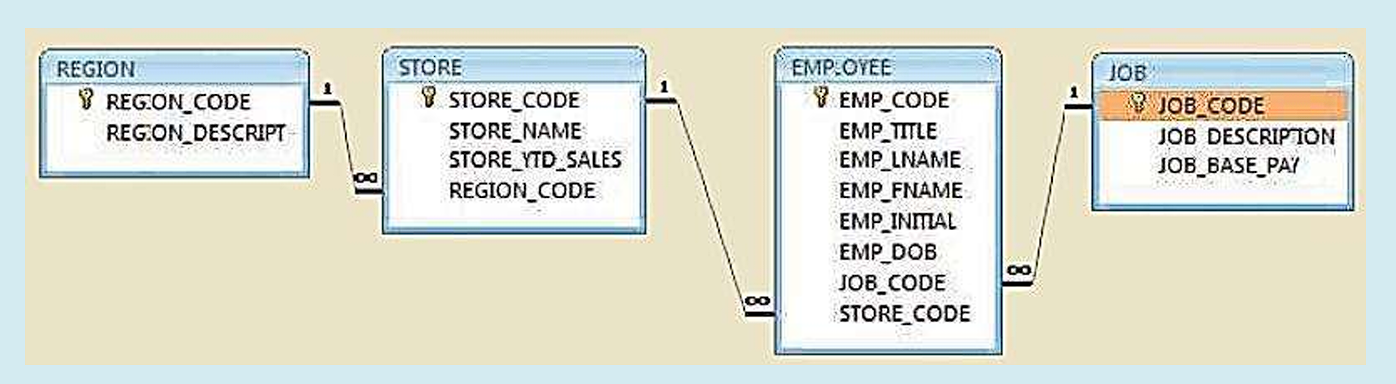 REGION
REGION_CODE
REGION_DESCRIPT
1
∞
STORE
STORE_CODE
STORE_NAME
STORE_YTD_SALES
REGION_CODE
1
∞
EMPLOYEE
EMP_CODE
EMP_TITLE
EMP_LNAME
EMP_FNAME
EMP_INITIAL
EMP_DOB
JOB_CODE
STORE_CODE
∞
1
JOB
JOB_CODE
JOB_DESCRIPTION
JOB_BASE_PAY